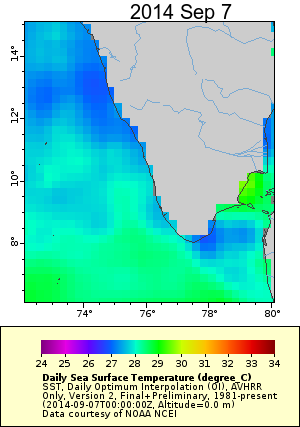 2014 Sep 7
14°
12°
10°
8°
74° 76° 78° 80°
24 25 26 27 28 29 30 31 32 33 34
Daily Sea Surface Temperature (degree_C)
SST, Daily Optimum Interpolation (OI), AVHRR
Only, Version 2, Final+Preliminary, 1981-present
(2014-09-07T00:00:00Z, Altitude=0.0 m)
Data courtesy of NOAA NCEI